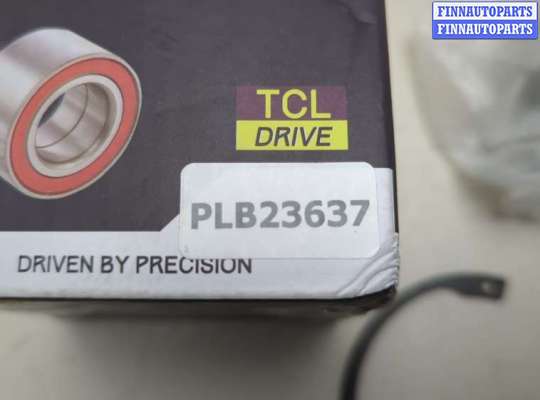 FINNAUTOPARTS
FINNAUTOPARTS
TCL
DRIVE
PLB23637
DRIVEN BY PRECISION